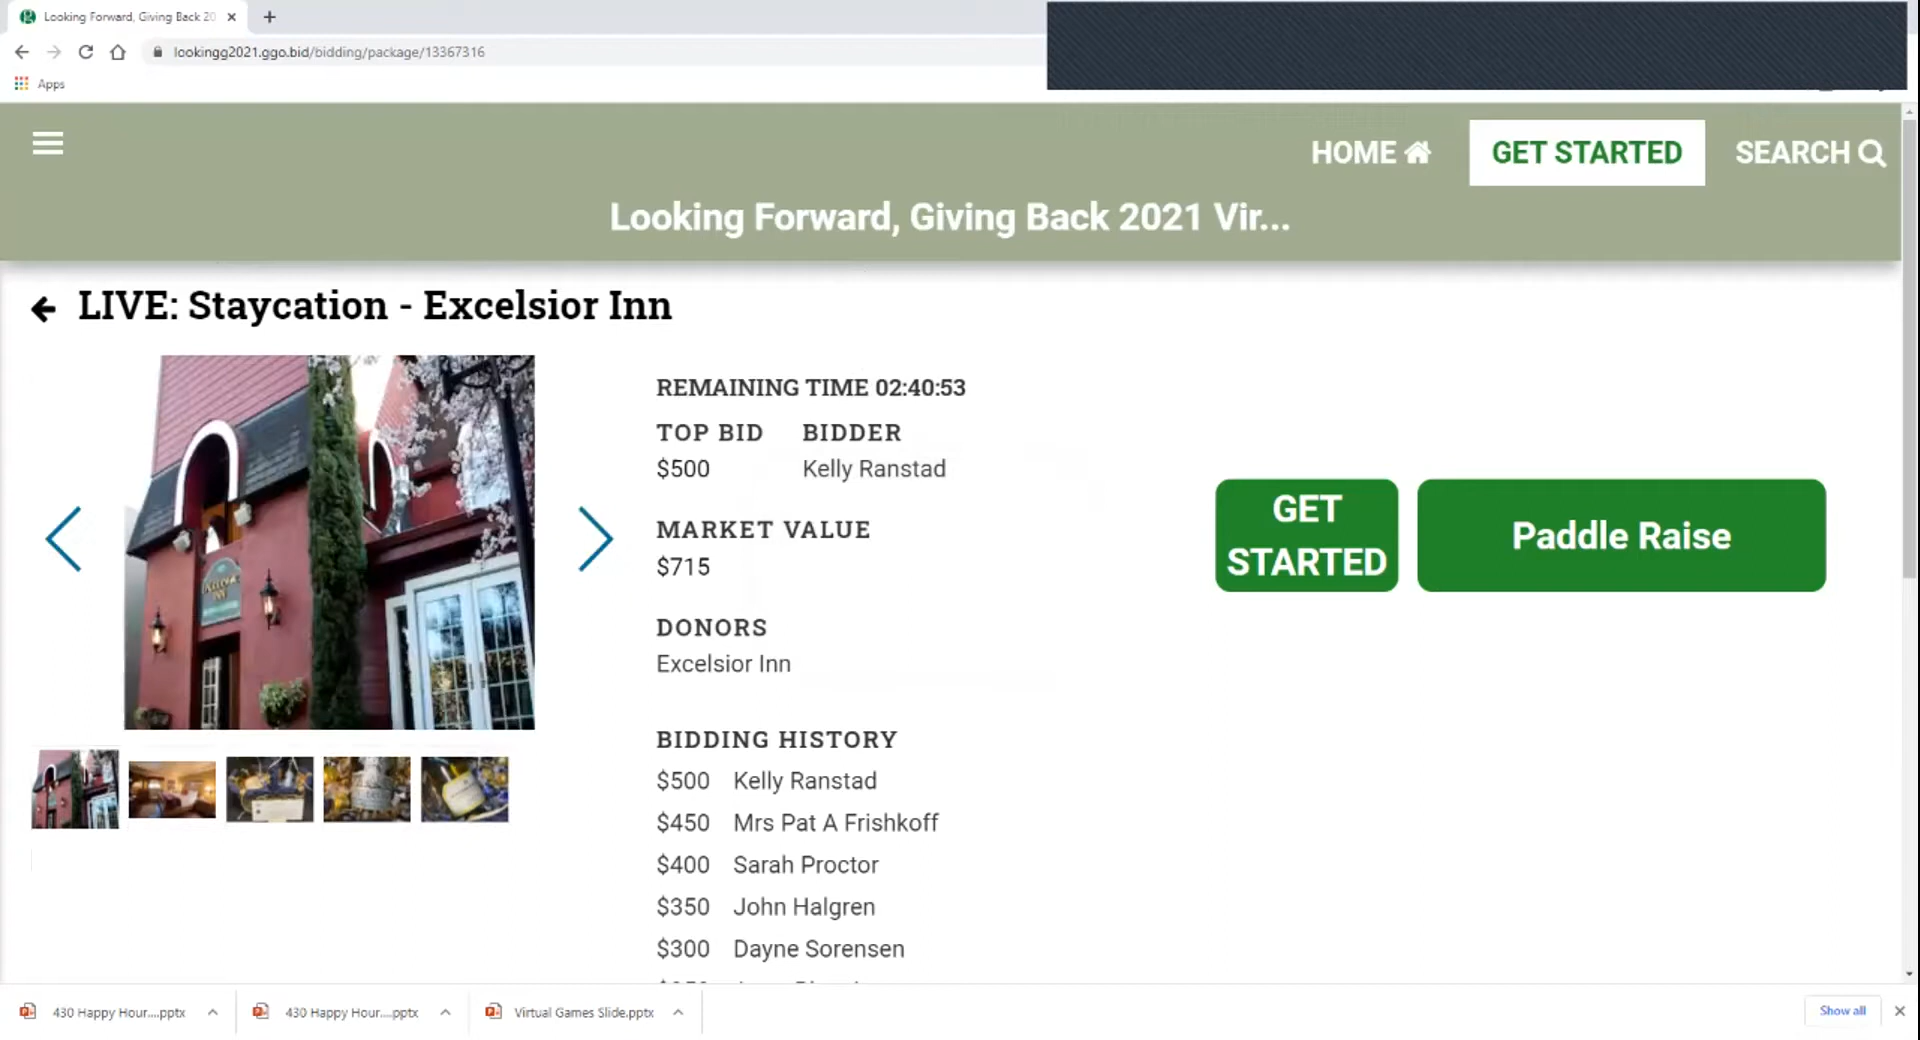 Looking Forward, Giving Back 20
lookingg2021.ggo.bid/bidding/package/13367316
Apps
HOME
GET STARTED
SEARCH
Looking Forward, Giving Back 2021 Vir...
LIVE: Staycation - Excelsior Inn
REMAINING TIME 02:40:53
TOP BID BIDDER
$500 Kelly Ranstad
MARKET VALUE
$715
DONORS
Excelsior Inn
GET
STARTED
Paddle Raise
BIDDING HISTORY
$500 Kelly Ranstad
$450 Mrs Pat A Frishkoff
$400 Sarah Proctor
$350 John Halgren
$300 Dayne Sorensen
430 Happy Hour....pptx
430 Happy Hour....pptx
Virtual Games Slide.pptx
Show all